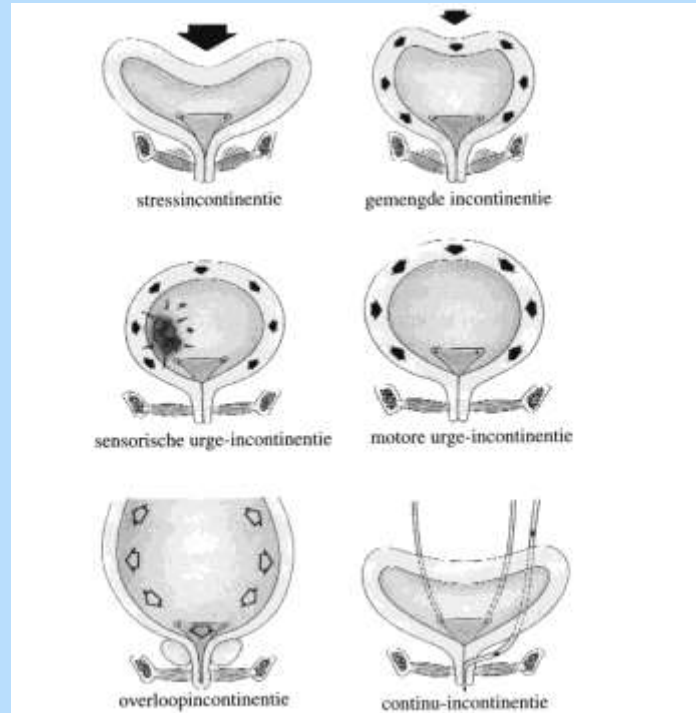 stressincontinentie
gemengde incontinentie
sensorische urge-incontinentie
motore urge-incontinentie
overloopincontinentie
continu-incontinentie